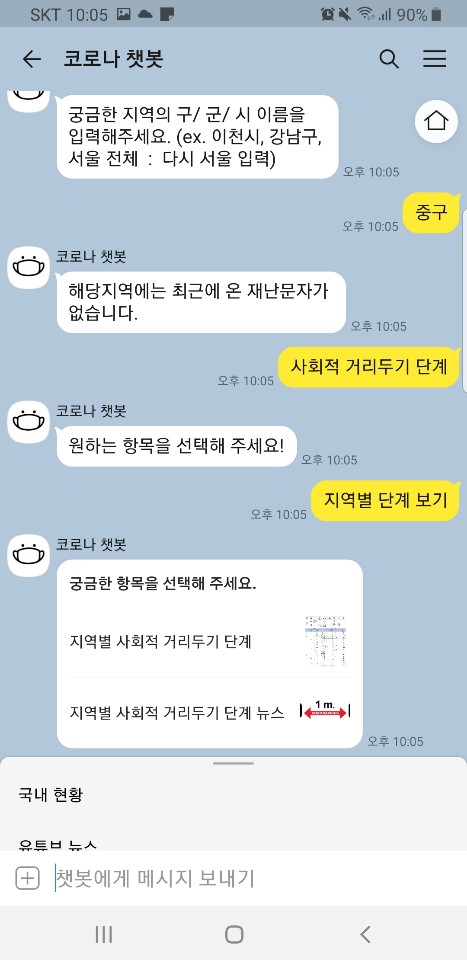 SKT 10:05 90%
코로나 챗봇
궁금한 지역의 구/ 군/ 시 이름을
입력해주세요. (ex. 이천시, 강남구,
서울 전체 : 다시 서울 입력)
오후 10:05
중구
오후 10:05
코로나 챗봇
해당지역에는 최근에 온 재난문자가
없습니다.
오후 10:05
사회적 거리두기 단계
오후 10:05
코로나 챗봇
원하는 항목을 선택해 주세요!
오후 10:05
지역별 단계 보기
오후 10:05
코로나 챗봇
궁금한 항목을 선택해 주세요.
지역별 사회적 거리두기 단계
지역별 사회적 거리두기 단계 뉴스
1 m.
오후 10:05
국내 현황
유튜브 뉴스
챗봇에게 메시지 보내기